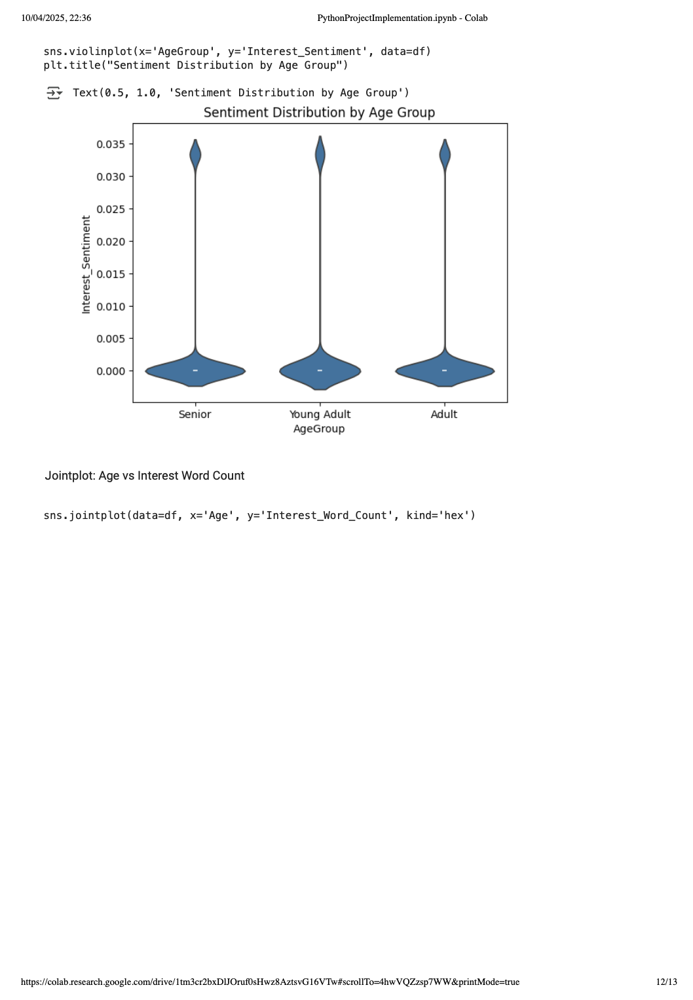 10/04/2025, 22:36 PythonProjectImplementation.ipynb - Colab
sns.violinplot(x='AgeGroup', y='Interest_Sentiment', data=df)
plt.title("Sentiment Distribution by Age Group")
Text(0.5, 1.0, 'Sentiment Distribution by Age Group')
Sentiment Distribution by Age Group
0.035
0.030
0.025
0.020
0.015
0.010
0.005
0.000
Interest_Sentiment
Senior Young Adult Adult
AgeGroup
Jointplot: Age vs Interest Word Count
sns.jointplot(data=df, x='Age', y='Interest_Word_Count', kind='hex')
https://colab.research.google.com/drive/1tm3cr2bxDlJOruf0sHwz8AztsvG16VTw#scrollTo=4hwVQZzsp7WW&printMode=true 12/13